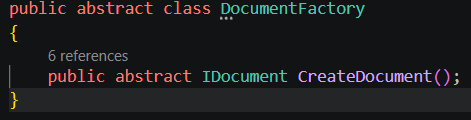 public abstract class DocumentFactory
{
6 references
public abstract IDocument CreateDocument();
}